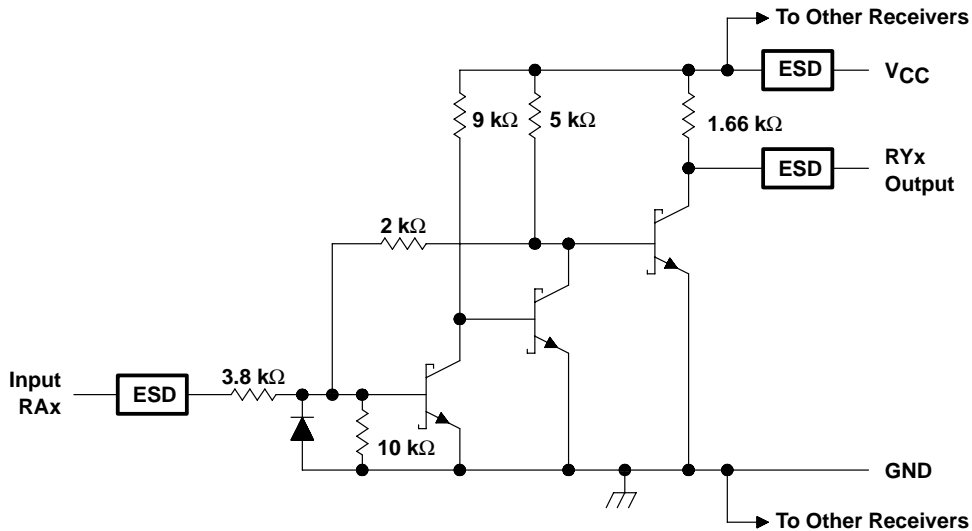 To Other Receivers
ESD
VCC
9 kΩ
5 kΩ
1.66 kΩ
ESD
RYx
Output
2 kΩ
Input
RAx
ESD
3.8 kΩ
10 kΩ
GND
To Other Receivers